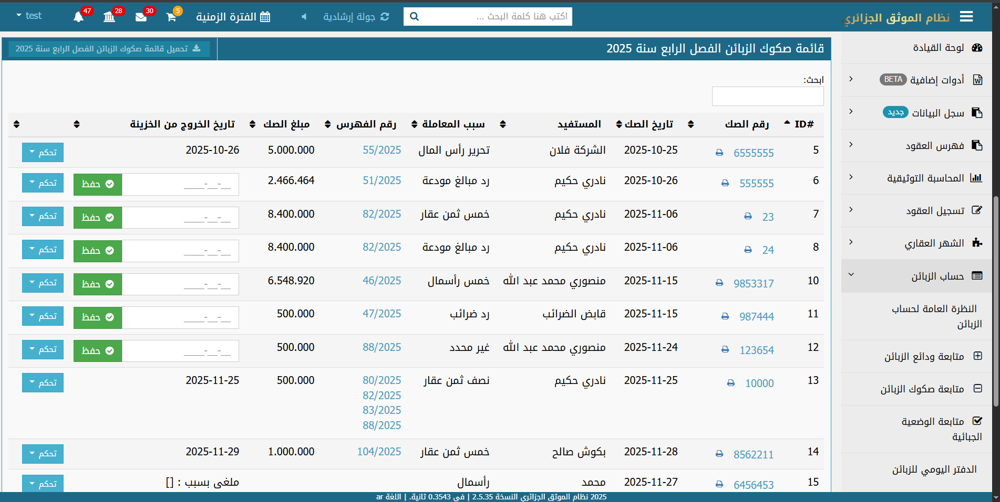 نظام الموثق الجزائري
اكتب هنا كلمة البحث ...
جولة إرشادية
الفترة الزمنية
5
30
28
47
test
لوحة القيادة
أدوات إضافية BETA
سجل البيانات جديد
فهرس العقود
المحاسبة التوثيقية
تسجيل العقود
الشهر العقاري
حساب الزبائن
النظرة العامة لحساب
الزبائن
متابعة ودائع الزبائن
متابعة صكوك الزبائن
متابعة الوضعية
الجبائية
الدفتر اليومي للزبائن
قائمة صكوك الزبائن الفصل الرابع سنة 2025
تحميل قائمة صكوك الزبائن الفصل الرابع سنة 2025
ابحث:
ID# رقم الصك تاريخ الصك المستفيد سبب المعاملة رقم الفهرس مبلغ الصك تاريخ الخروج من الخزينة
5 6555555 2025-10-25 الشركة فلان تحرير رأس المال 55/2025 5.000.000 2025-10-26 تحكم
6 555555 2025-10-26 نادري حكيم رد مبالغ مودعة 51/2025 2.466.464 __-__-____ حفظ تحكم
7 23 2025-11-06 نادري حكيم خمس ثمن عقار 82/2025 8.400.000 __-__-____ حفظ تحكم
8 24 2025-11-06 نادري حكيم رد مبالغ مودعة 82/2025 8.400.000 __-__-____ حفظ تحكم
10 9853317 2025-11-15 منصوري محمد عبد الله خمس رأسمال 46/2025 6.548.920 __-__-____ حفظ تحكم
11 987444 2025-11-15 قابض الضرائب رد ضرائب 47/2025 500.000 __-__-____ حفظ تحكم
12 123654 2025-11-24 منصوري محمد عبد الله غير محدد 88/2025 500.000 __-__-____ حفظ تحكم
13 10000 2025-11-25 نادري حكيم نصف ثمن عقار 80/2025 500.000 2025-11-25 تحكم
82/2025
83/2025
88/2025
14 8562211 2025-11-28 بكوش صالح خمس ثمن عقار 104/2025 1.000.000 2025-11-29 تحكم
15 6456453 2025-11-27 محمد رأسمال ملغى بسبب : [] تحكم
2025 نظام الموثق الجزائري النسخة 2.5.35 | في 0.3543 ثانية. | اللغة ar